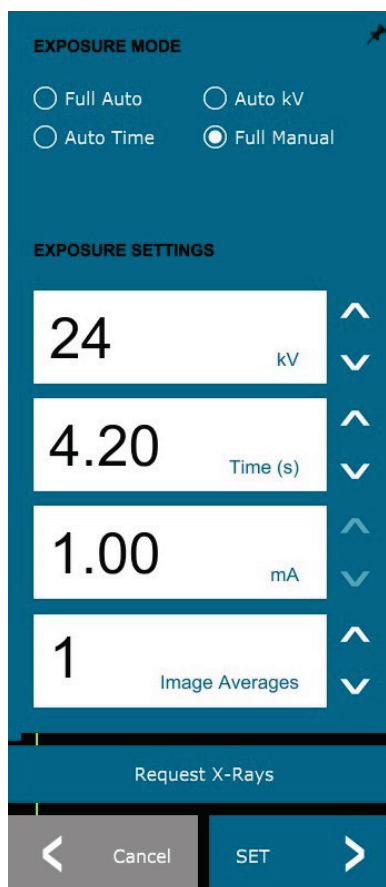 EXPOSURE MODE
Full Auto Auto kV
Auto Time Full Manual
EXPOSURE SETTINGS
24 kV
4.20 Time (s)
1.00 mA
1 Image Averages
Request X-Rays
Cancel SET